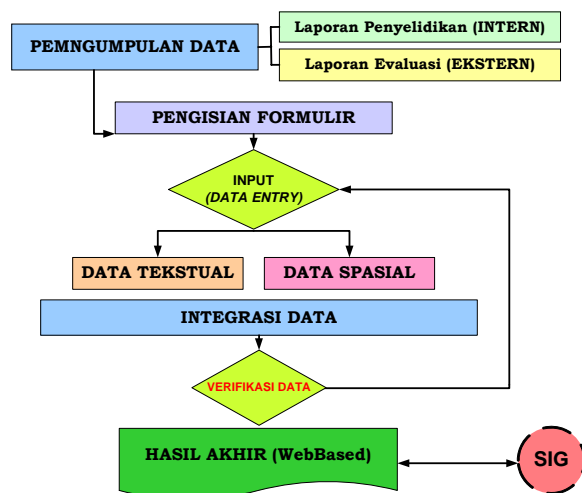 PEMNGUMPULAN DATA
Laporan Penyelidikan (INTERN)
Laporan Evaluasi (EKSTERN)
PENGISIAN FORMULIR
INPUT
(DATA ENTRY)
DATA TEKSTUAL
DATA SPASIAL
INTEGRASI DATA
VERIFIKASI DATA
HASIL AKHIR (WebBased)
SIG